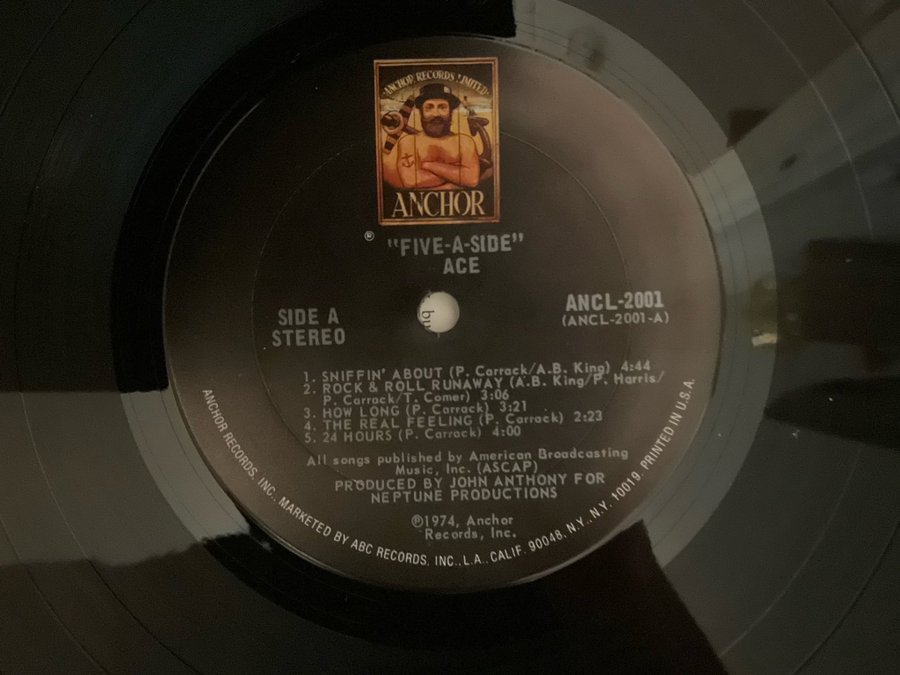 ANCHOR RECORDS LIMITED
ANCHOR
® "FIVE-A-SIDE"
ACE
SIDE A
STEREO
ANCL-2001
(ANCL-2001-A)
bu
1. SNIFFIN' ABOUT (P. Carrack/A.B. King) 4:44
2. ROCK & ROLL RUNAWAY (A.B. King/P. Harris/
P. Carrack/T. Comer) 3:06
3. HOW LONG (P. Carrack) 3:21
4. THE REAL FEELING (P. Carrack) 2:23
5. 24 HOURS (P. Carrack) 4:00
All songs published by American Broadcasting
Music, Inc. (ASCAP)
PRODUCED BY JOHN ANTHONY FOR
NEPTUNE PRODUCTIONS
℗1974, Anchor
Records, Inc.
ANCHOR RECORDS, INC., MARKETED BY ABC RECORDS, INC., L.A., CALIF. 90048, N.Y., N.Y. 10019. PRINTED IN U.S.A.